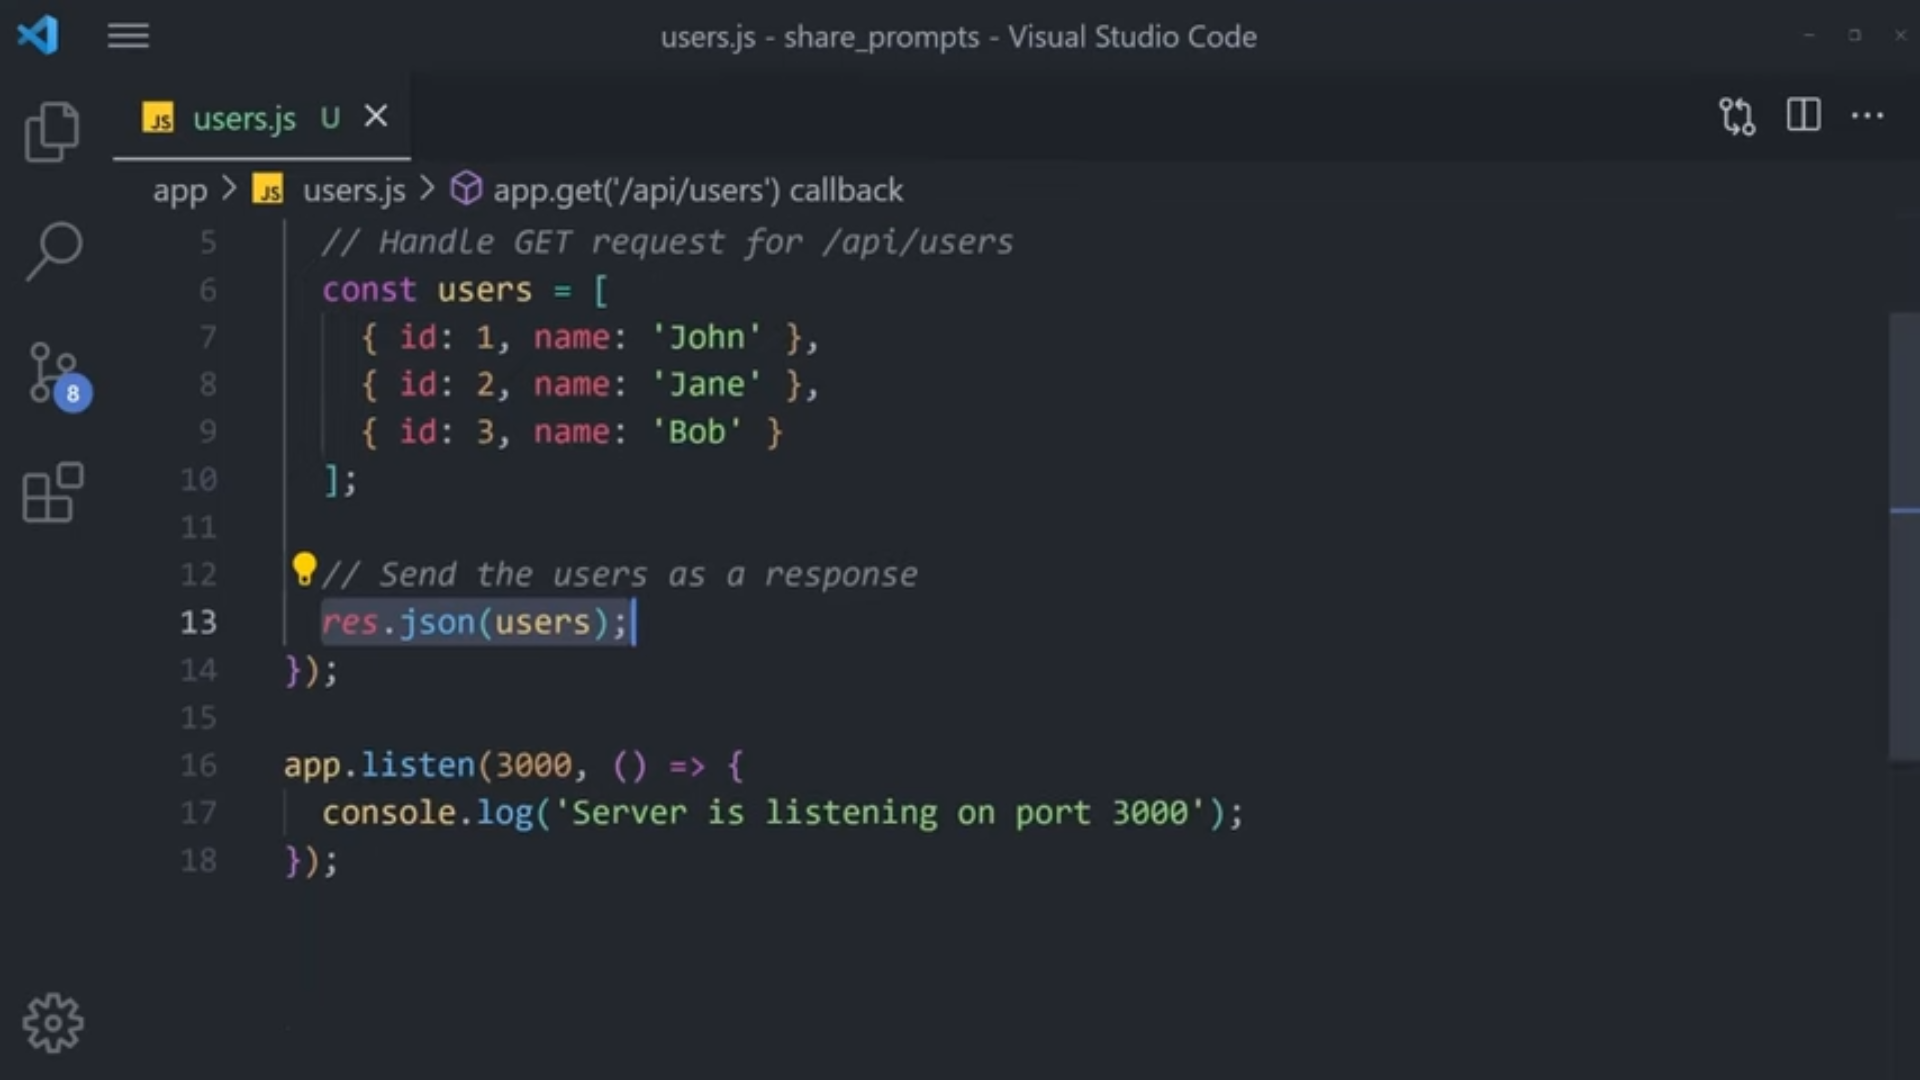 users.js - share_prompts - Visual Studio Code
JS users.js U
app > JS users.js > app.get('/api/users') callback
5 // Handle GET request for /api/users
6 const users = [
7 { id: 1, name: 'John' },
8 { id: 2, name: 'Jane' },
9 { id: 3, name: 'Bob' }
10 ];
11
12 // Send the users as a response
13 res.json(users);
14 });
15
16 app.listen(3000, () => {
17 console.log('Server is listening on port 3000');
18 });
8